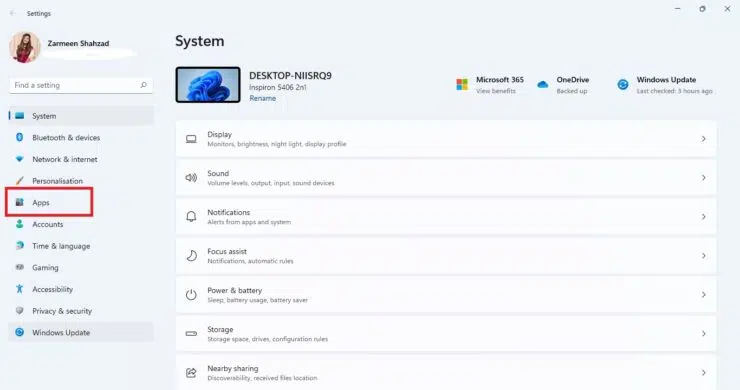 Settings
Zarmeen Shahzad
Find a setting
System
Bluetooth & devices
Network & internet
Personalisation
Apps
Accounts
Time & language
Gaming
Accessibility
Privacy & security
Windows Update
System
DESKTOP-NIISRQ9
Inspiron 5406 2n1
Rename
Microsoft 365
View benefits
OneDrive
Backed up
Windows Update
Last checked: 3 hours ago
Display
Monitors, brightness, night light, display profile
Sound
Volume levels, output, input, sound devices
Notifications
Alerts from apps and system
Focus assist
Notifications, automatic rules
Power & battery
Sleep, battery usage, battery saver
Storage
Storage space, drives, configuration rules
Nearby sharing
Discoverability, received files location